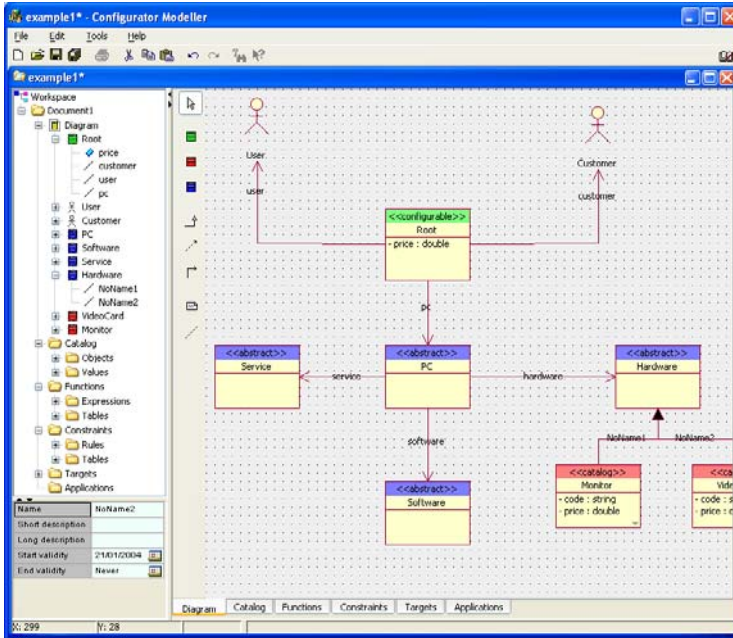 example1* - Configurator Modeller
File Edit Tools Help
example1*
Workspace
Document1
Diagram
Root
price
customer
user
pc
User
Customer
PC
Software
Service
Hardware
NoName1
NoName2
VideoCard
Monitor
Catalog
Objects
Values
Functions
Expressions
Tables
Constraints
Rules
Tables
Targets
Applications
Name NoName2
Short description
Long description
Start validity 21/01/2004
End validity Never
User
Customer
user
customer
<<configurable>>
Root
- price : double
pc
<<abstract>> <<abstract>> <<abstract>>
Service PC Hardware
service hardware
software
NoName1 NoName2
<<abstract>>
Software
<<catalog>> <<ca
Monitor Vide
- code : string - code : s
- price : double - price : c
Diagram Catalog Functions Constraints Targets Applications
X: 299 Y: 28